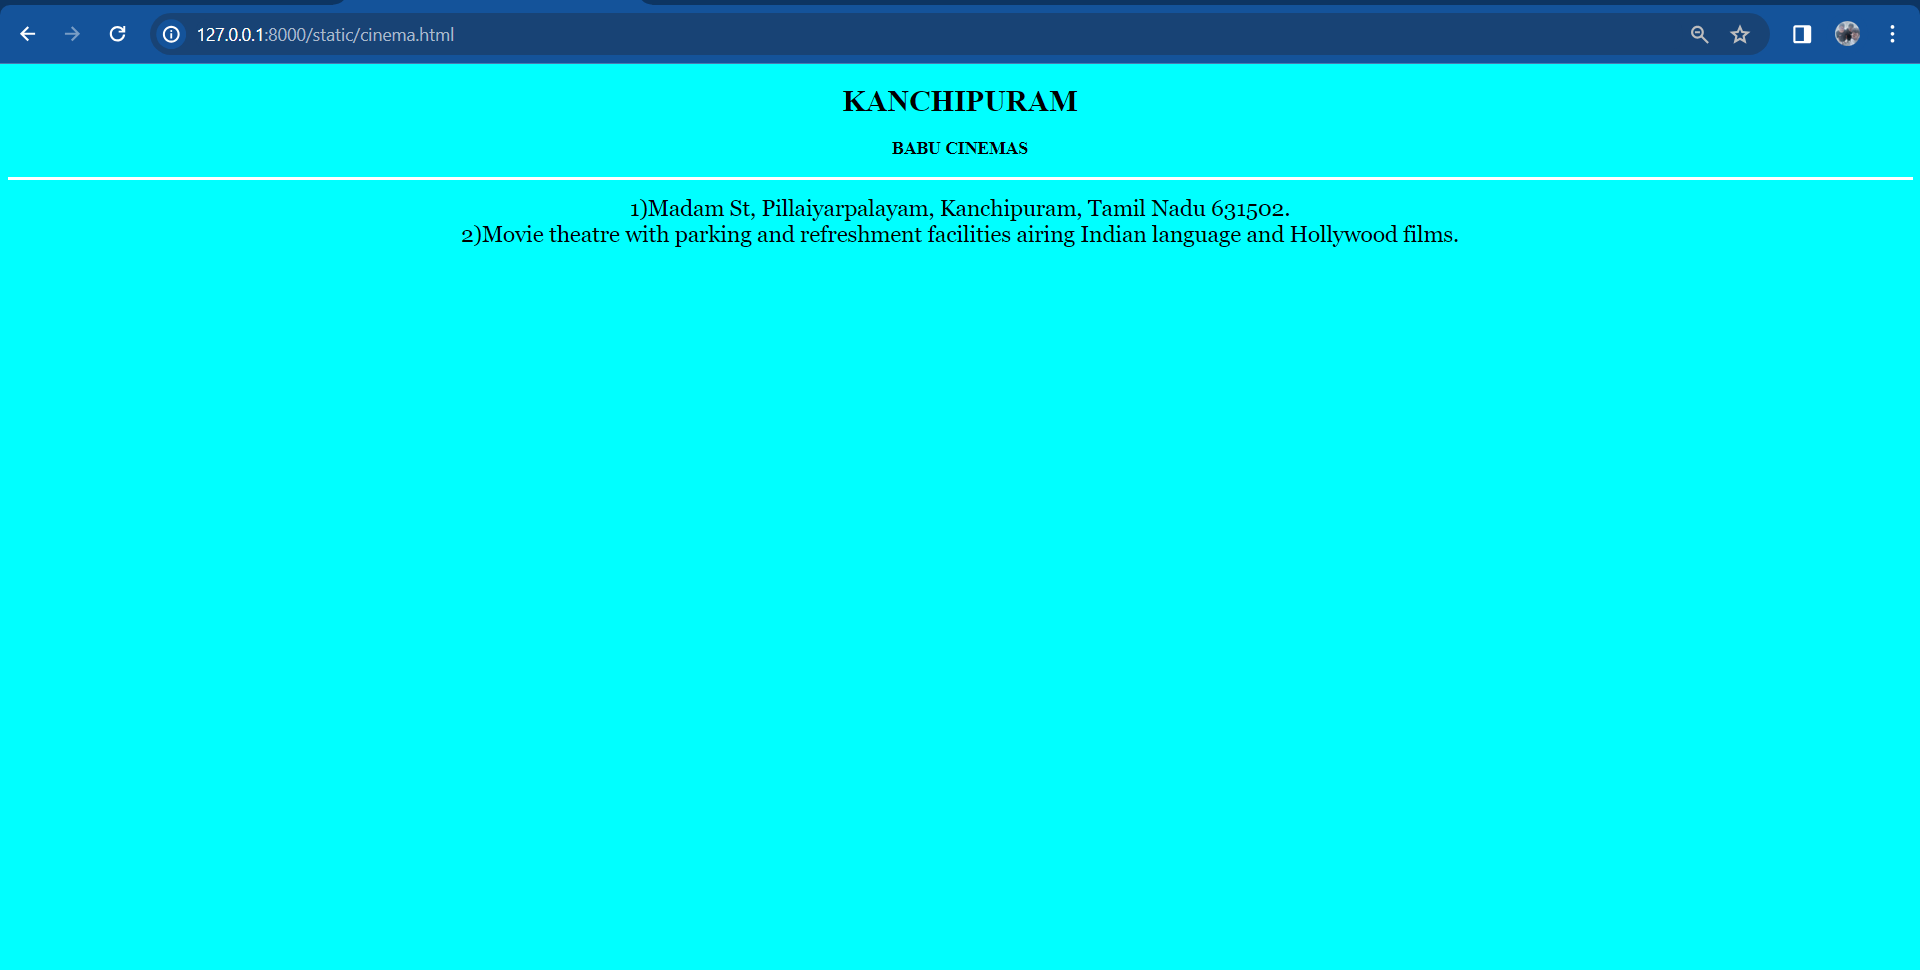 127.0.0.1:8000/static/cinema.html
KANCHIPURAM
BABU CINEMAS
1)Madam St, Pillaiyarpalayam, Kanchipuram, Tamil Nadu 631502.
2)Movie theatre with parking and refreshment facilities airing Indian language and Hollywood films.